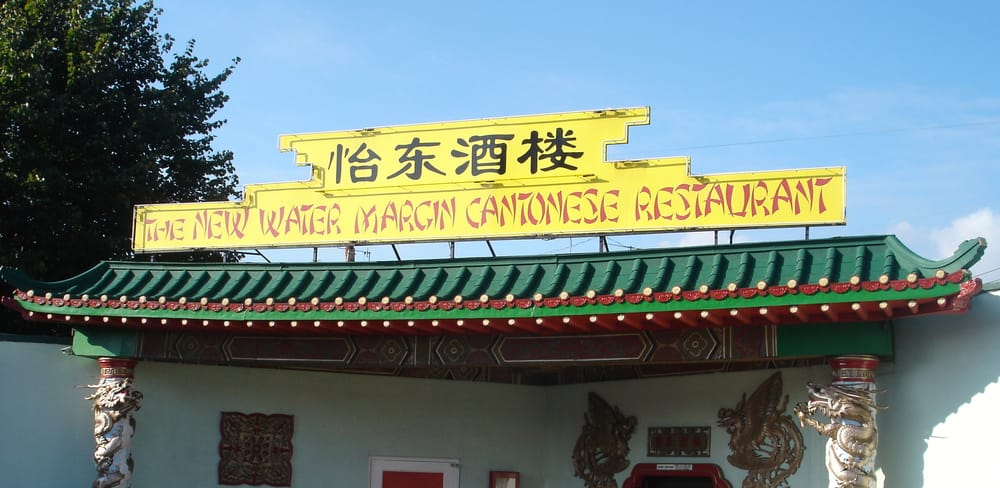 怡东酒楼
THE NEW WATER MARGIN CANTONESE RESTAURANT